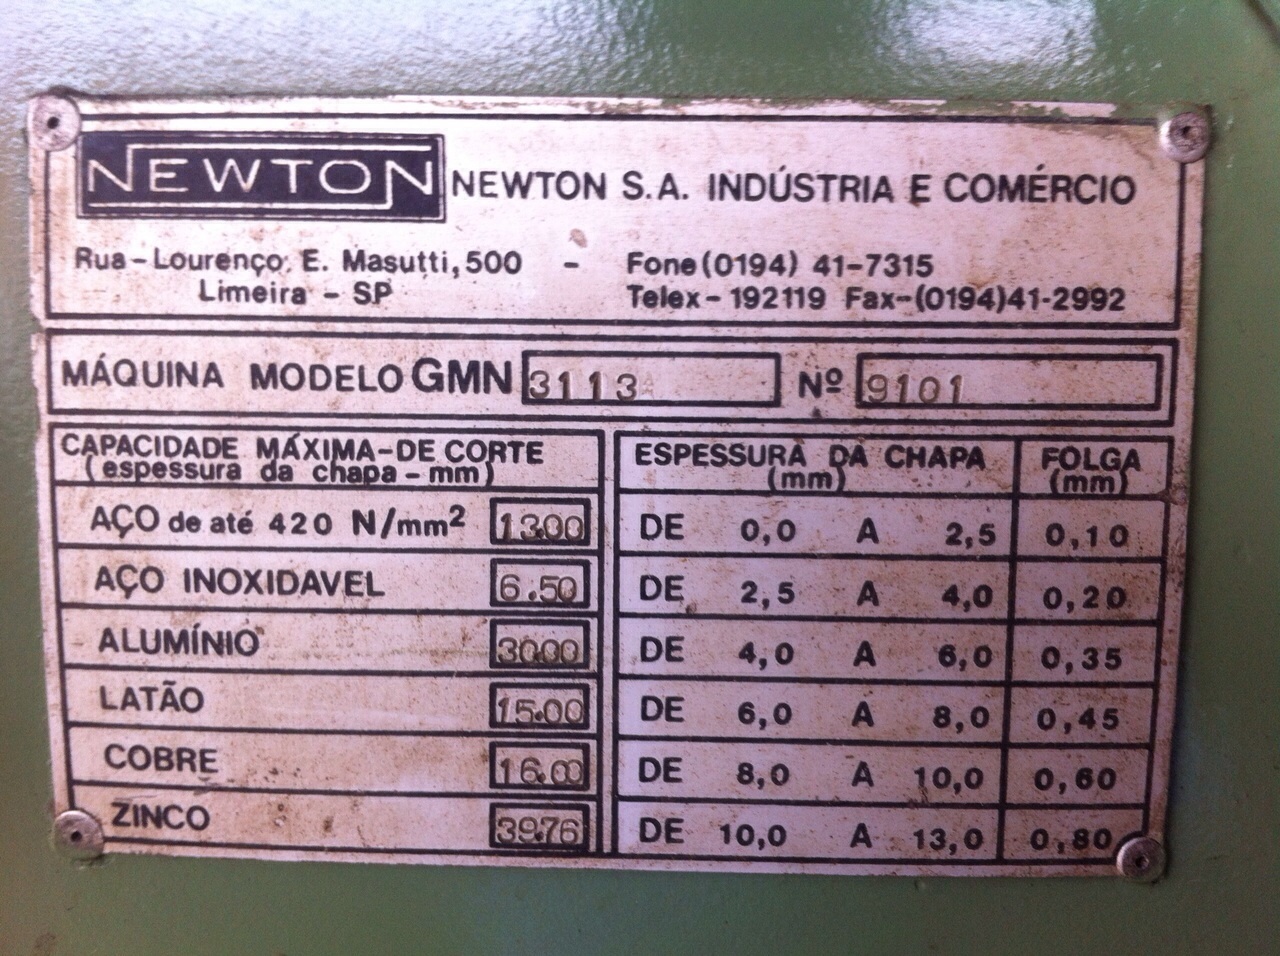 NEWTON NEWTON S.A. INDÚSTRIA E COMÉRCIO
Rua-Lourenço E. Masutti, 500 - Fone (0194) 41-7315
Limeira - SP Telex-192119 Fax-(0194)41-2992
MÁQUINA MODELO GMN 3113 Nº 9101
CAPACIDADE MÁXIMA-DE CORTE
(espessura da chapa-mm)
AÇO de até 420 N/mm² 13.00
AÇO INOXIDAVEL 6.50
ALUMÍNIO 30.00
LATÃO 15.00
COBRE 16.00
ZINCO 39.76
ESPESSURA DA CHAPA FOLGA
(mm) (mm)
DE 0,0 A 2,5 0,10
DE 2,5 A 4,0 0,20
DE 4,0 A 6,0 0,35
DE 6,0 A 8,0 0,45
DE 8,0 A 10,0 0,60
DE 10,0 A 13,0 0,80